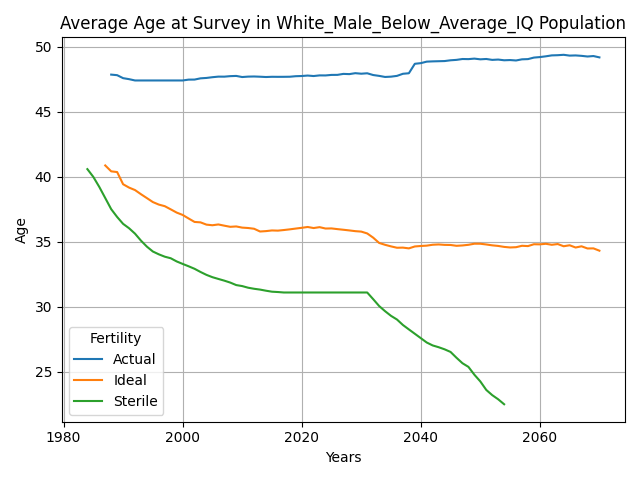 Average Age at Survey in White_Male_Below_Average_IQ Population
50
45
40
35
30
25
Age
Fertility
Actual
Ideal
Sterile
1980
2000
2020
2040
2060
Years